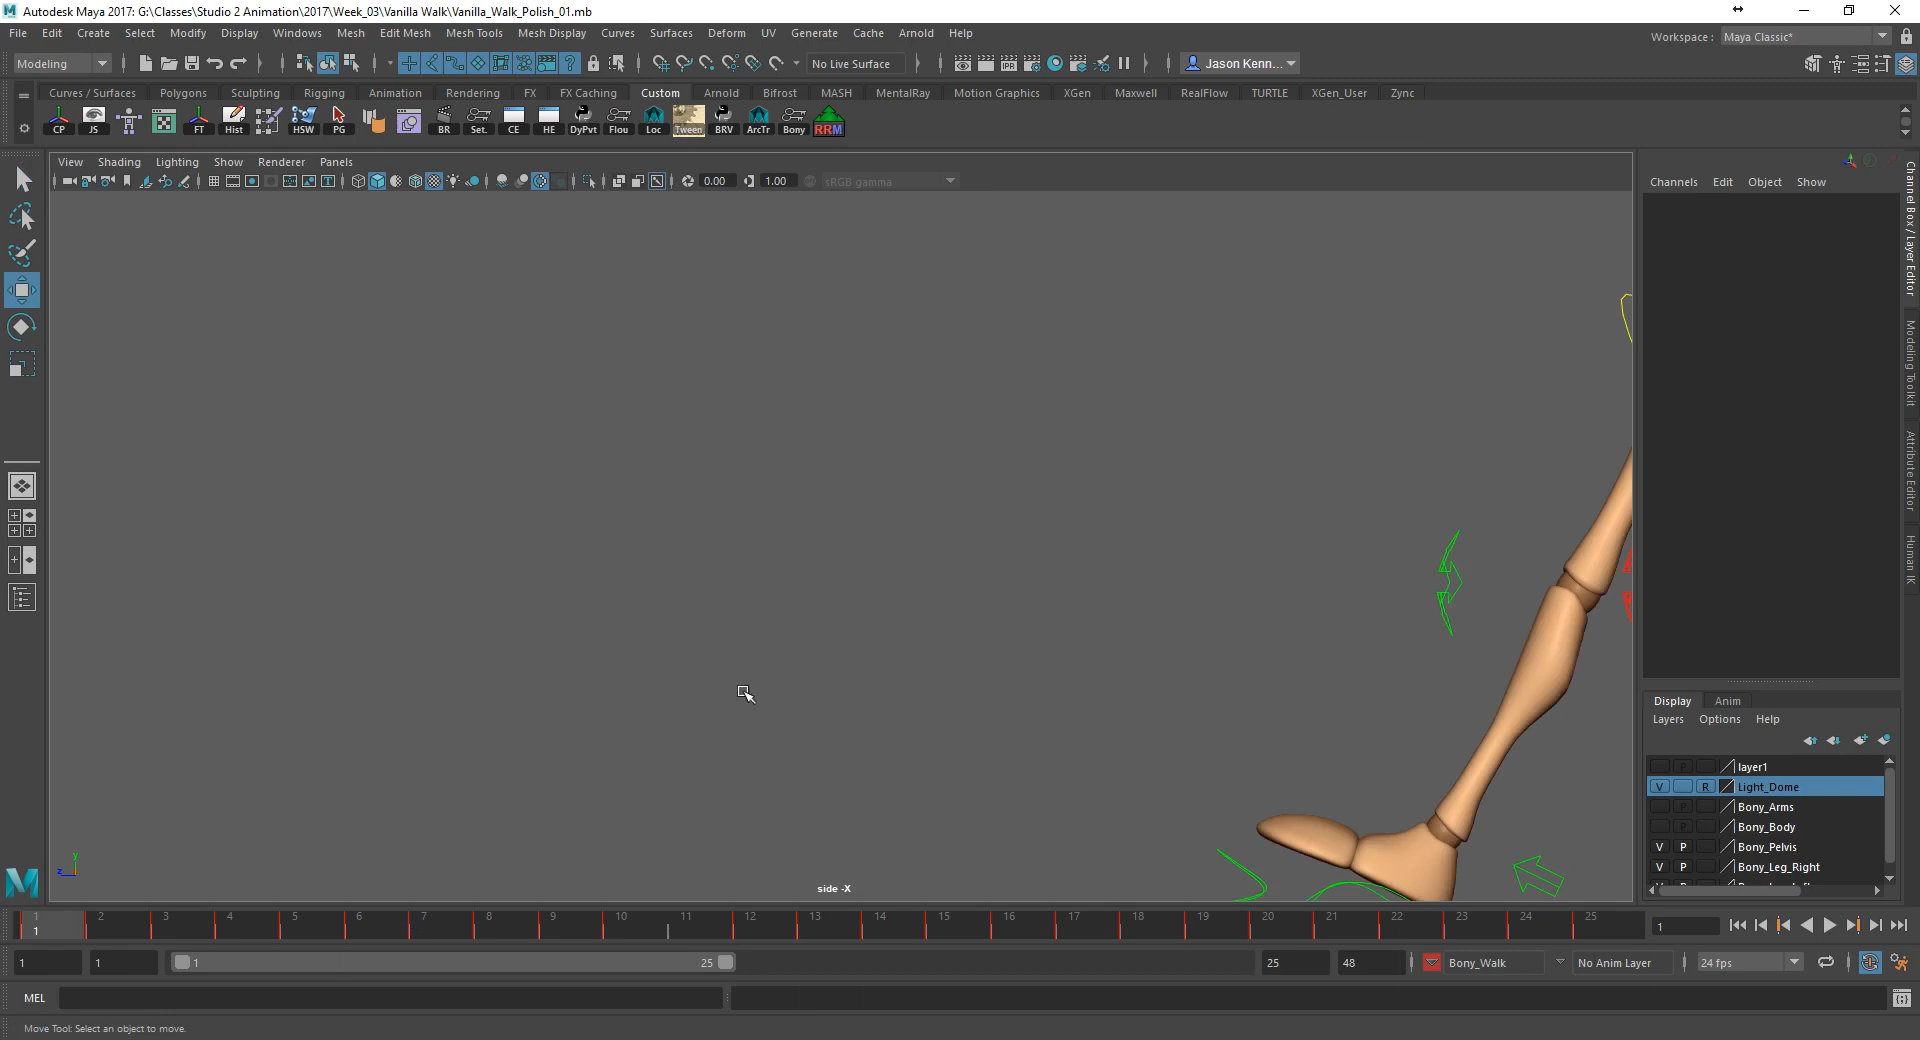 Autodesk Maya 2017: G:\Classes\Studio 2 Animation\2017\Week_03\Vanilla Walk\Vanilla_Walk_Polish_01.mb
File Edit Create Select Modify Display Windows Mesh Edit Mesh Mesh Tools Mesh Display Curves Surfaces Deform UV Generate Cache Arnold Help
Workspace : Maya Classic*
Modeling No Live Surface Jason Kenn...
Curves / Surfaces Polygons Sculpting Rigging Animation Rendering FX FX Caching Custom Arnold Bifrost MASH MentalRay Motion Graphics XGen Maxwell RealFlow TURTLE XGen_User Zync
CP JS FT Hist HSW PG BR Set. CE HE DyPvt Flou Loc Tween BRV ArcTr Bony RRM
View Shading Lighting Show Renderer Panels
0.00 1.00 sRGB gamma
Channels Edit Object Show
Channel Box / Layer Editor
Modeling Toolkit
Attribute Editor
Human IK
Display Anim
Layers Options Help
P layer1
V R Light_Dome
P Bony_Arms
P Bony_Body
V P Bony_Pelvis
V P Bony_Leg_Right
y
z
side -X
1 2 3 4 5 6 7 8 9 10 11 12 13 14 15 16 17 18 19 20 21 22 23 24 25
1
1
1 1 1 25 25 48 Bony_Walk No Anim Layer 24 fps
MEL
Move Tool: Select an object to move.